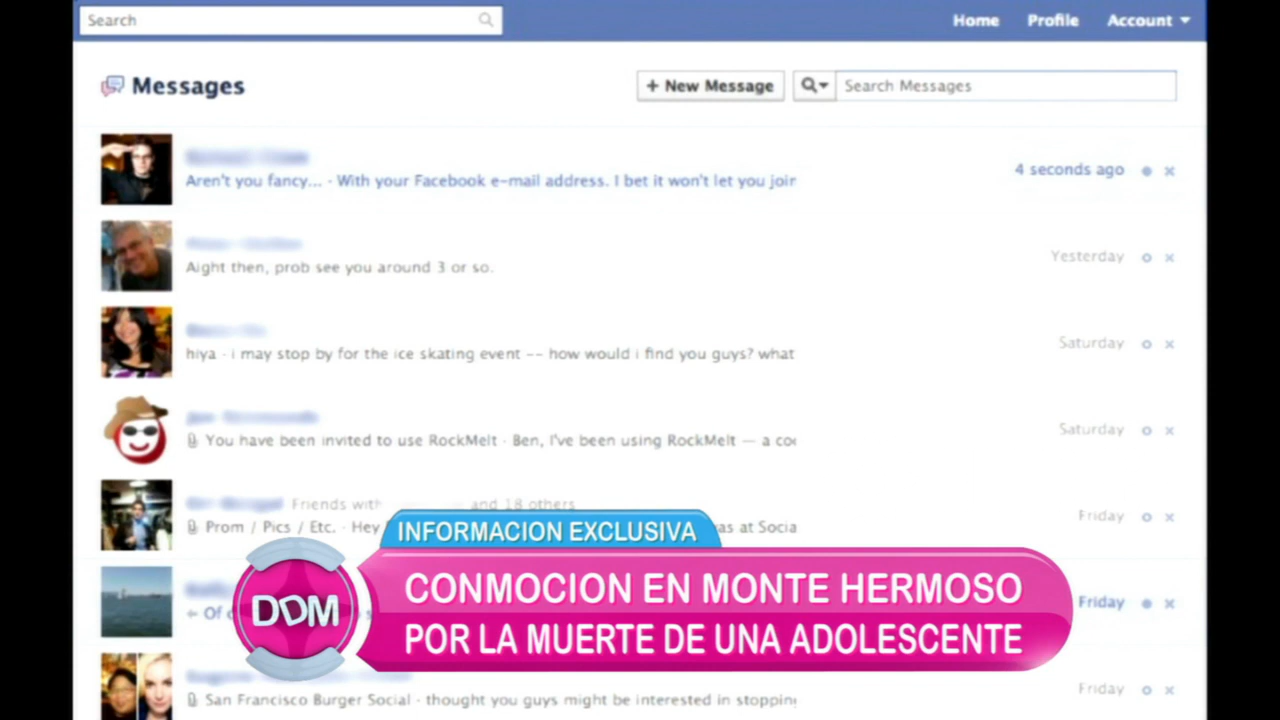 Search
Home Profile Account
Messages
+ New Message
Search Messages
Aren't you fancy... - With your Facebook e-mail address. I bet it won't let you join
4 seconds ago
Aight then, prob see you around 3 or so.
Yesterday
hiya - i may stop by for the ice skating event -- how would i find you guys? what
Saturday
You have been invited to use RockMelt - Ben, I've been using RockMelt — a
Saturday
Friends with and 18 others
Prom / Pics / Etc. - Hey as at Socia
Friday
INFORMACION EXCLUSIVA
DDM
CONMOCION EN MONTE HERMOSO
POR LA MUERTE DE UNA ADOLESCENTE
Of
Friday
San Francisco Burger Social - thought you guys might be interested in stopping
Friday